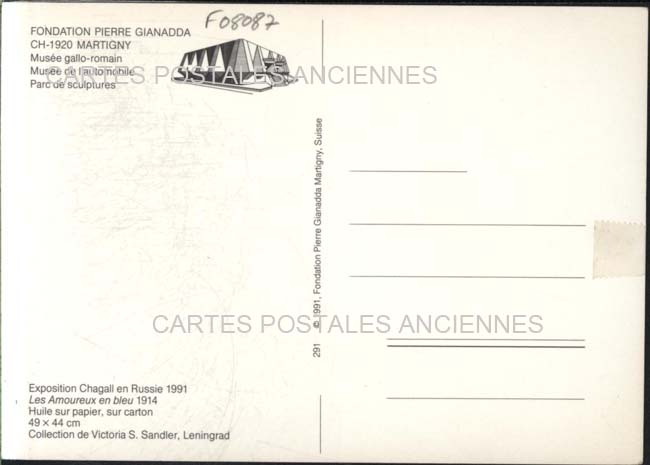 F08087
FONDATION PIERRE GIANADDA
CH-1920 MARTIGNY
Musée gallo-romain
Musée de l'automobile
Parc de sculptures
CARTES POSTALES ANCIENNES
291 © 1991, Fondation Pierre Gianadda Martigny, Suisse
CARTES POSTALES ANCIENNES
Exposition Chagall en Russie 1991
Les Amoureux en bleu 1914
Huile sur papier, sur carton
49 × 44 cm
Collection de Victoria S. Sandler, Leningrad